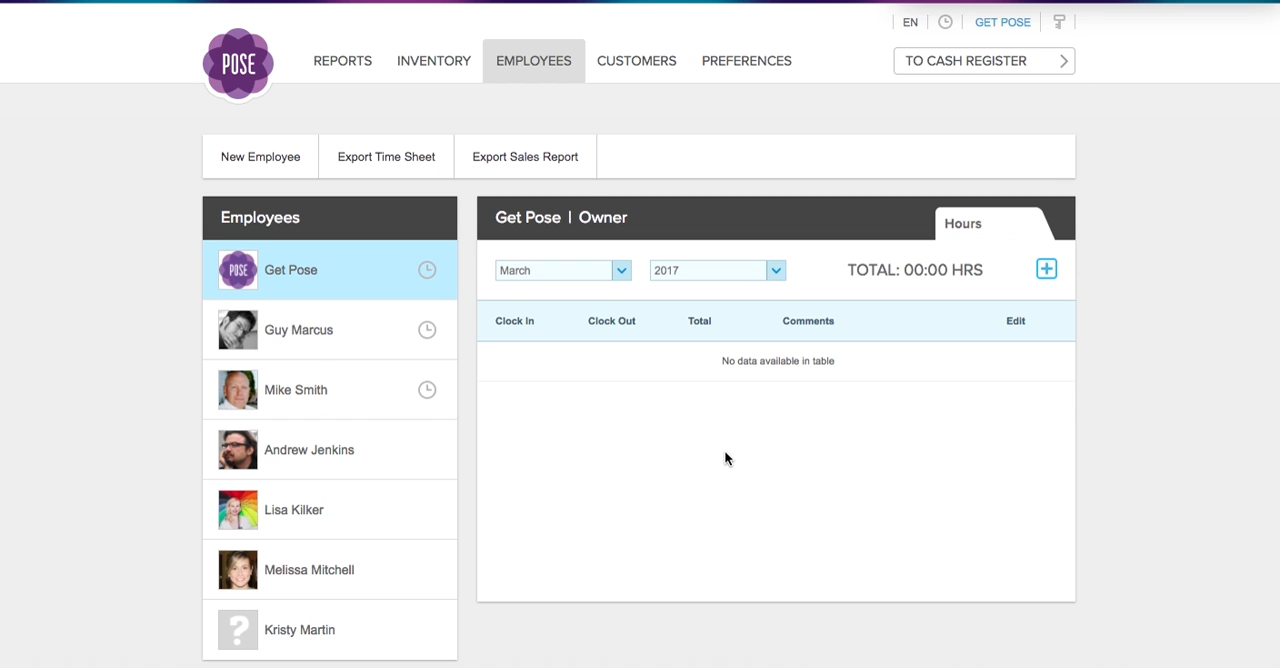 EN
GET POSE
POSE
REPORTS
INVENTORY
EMPLOYEES
CUSTOMERS
PREFERENCES
TO CASH REGISTER
New Employee
Export Time Sheet
Export Sales Report
Employees
POSE
Get Pose
Guy Marcus
Mike Smith
Andrew Jenkins
Lisa Kilker
Melissa Mitchell
?
Kristy Martin
Get Pose | Owner
Hours
March
2017
TOTAL: 00:00 HRS
Clock In
Clock Out
Total
Comments
Edit
No data available in table